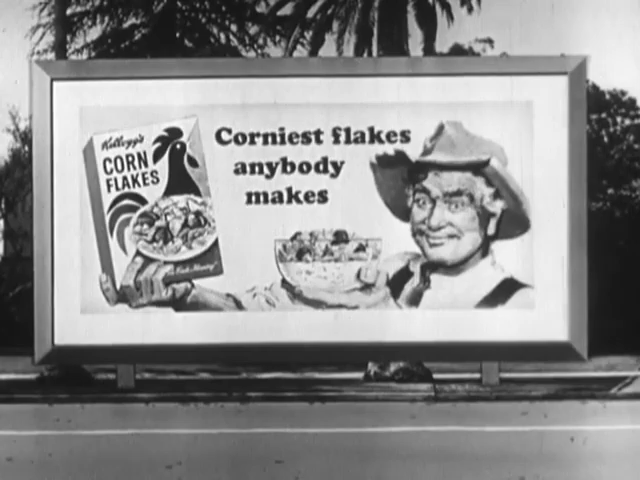 Kellogg's
CORN
FLAKES
Corniest flakes
anybody
makes